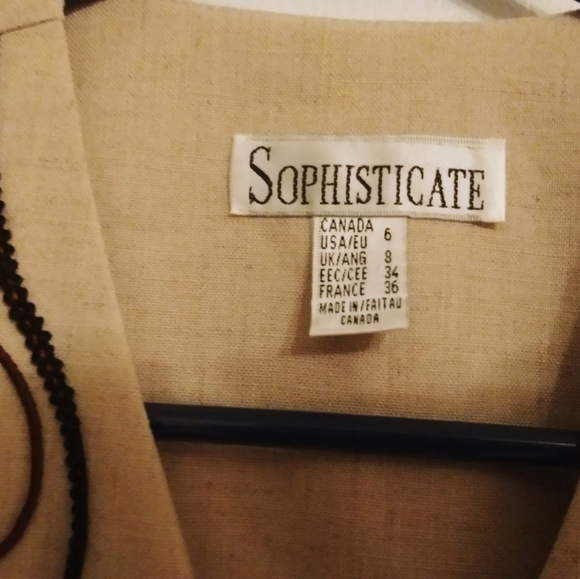 SOPHISTICATE
CANADA
USA/EU 6
UK/ANG 8
EEC/CEE 34
FRANCE 36
MADE IN/FAIT AU
CANADA